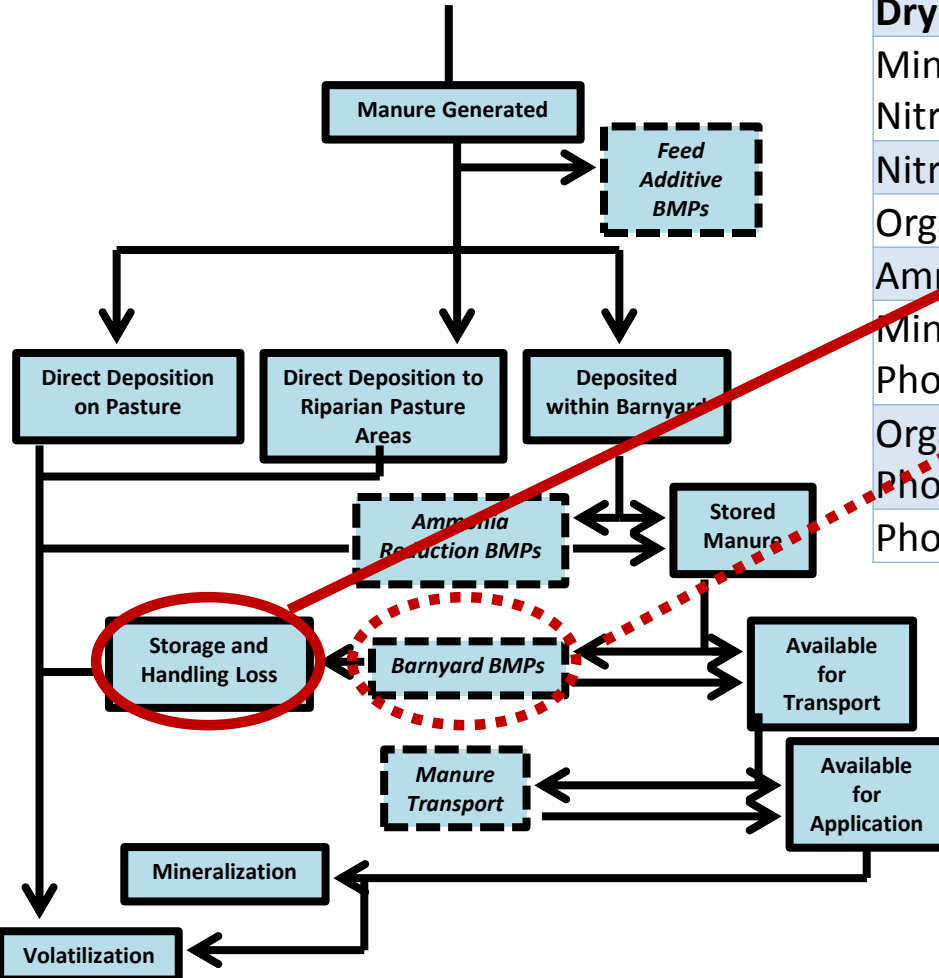 Manure Generated
Feed
Additive
BMPs
Direct Deposition
on Pasture
Direct Deposition to
Riparian Pasture
Areas
Deposited
within Barnyard
Ammonia
Reduction BMPs
Stored
Manure
Storage and
Handling Loss
Barnyard BMPs
Available
for
Transport
Manure
Transport
Available
for
Application
Mineralization
Volatilization
Dry
Min
Nitr
Nitr
Org
Am
Min
Pho
Org
Pho
Pho